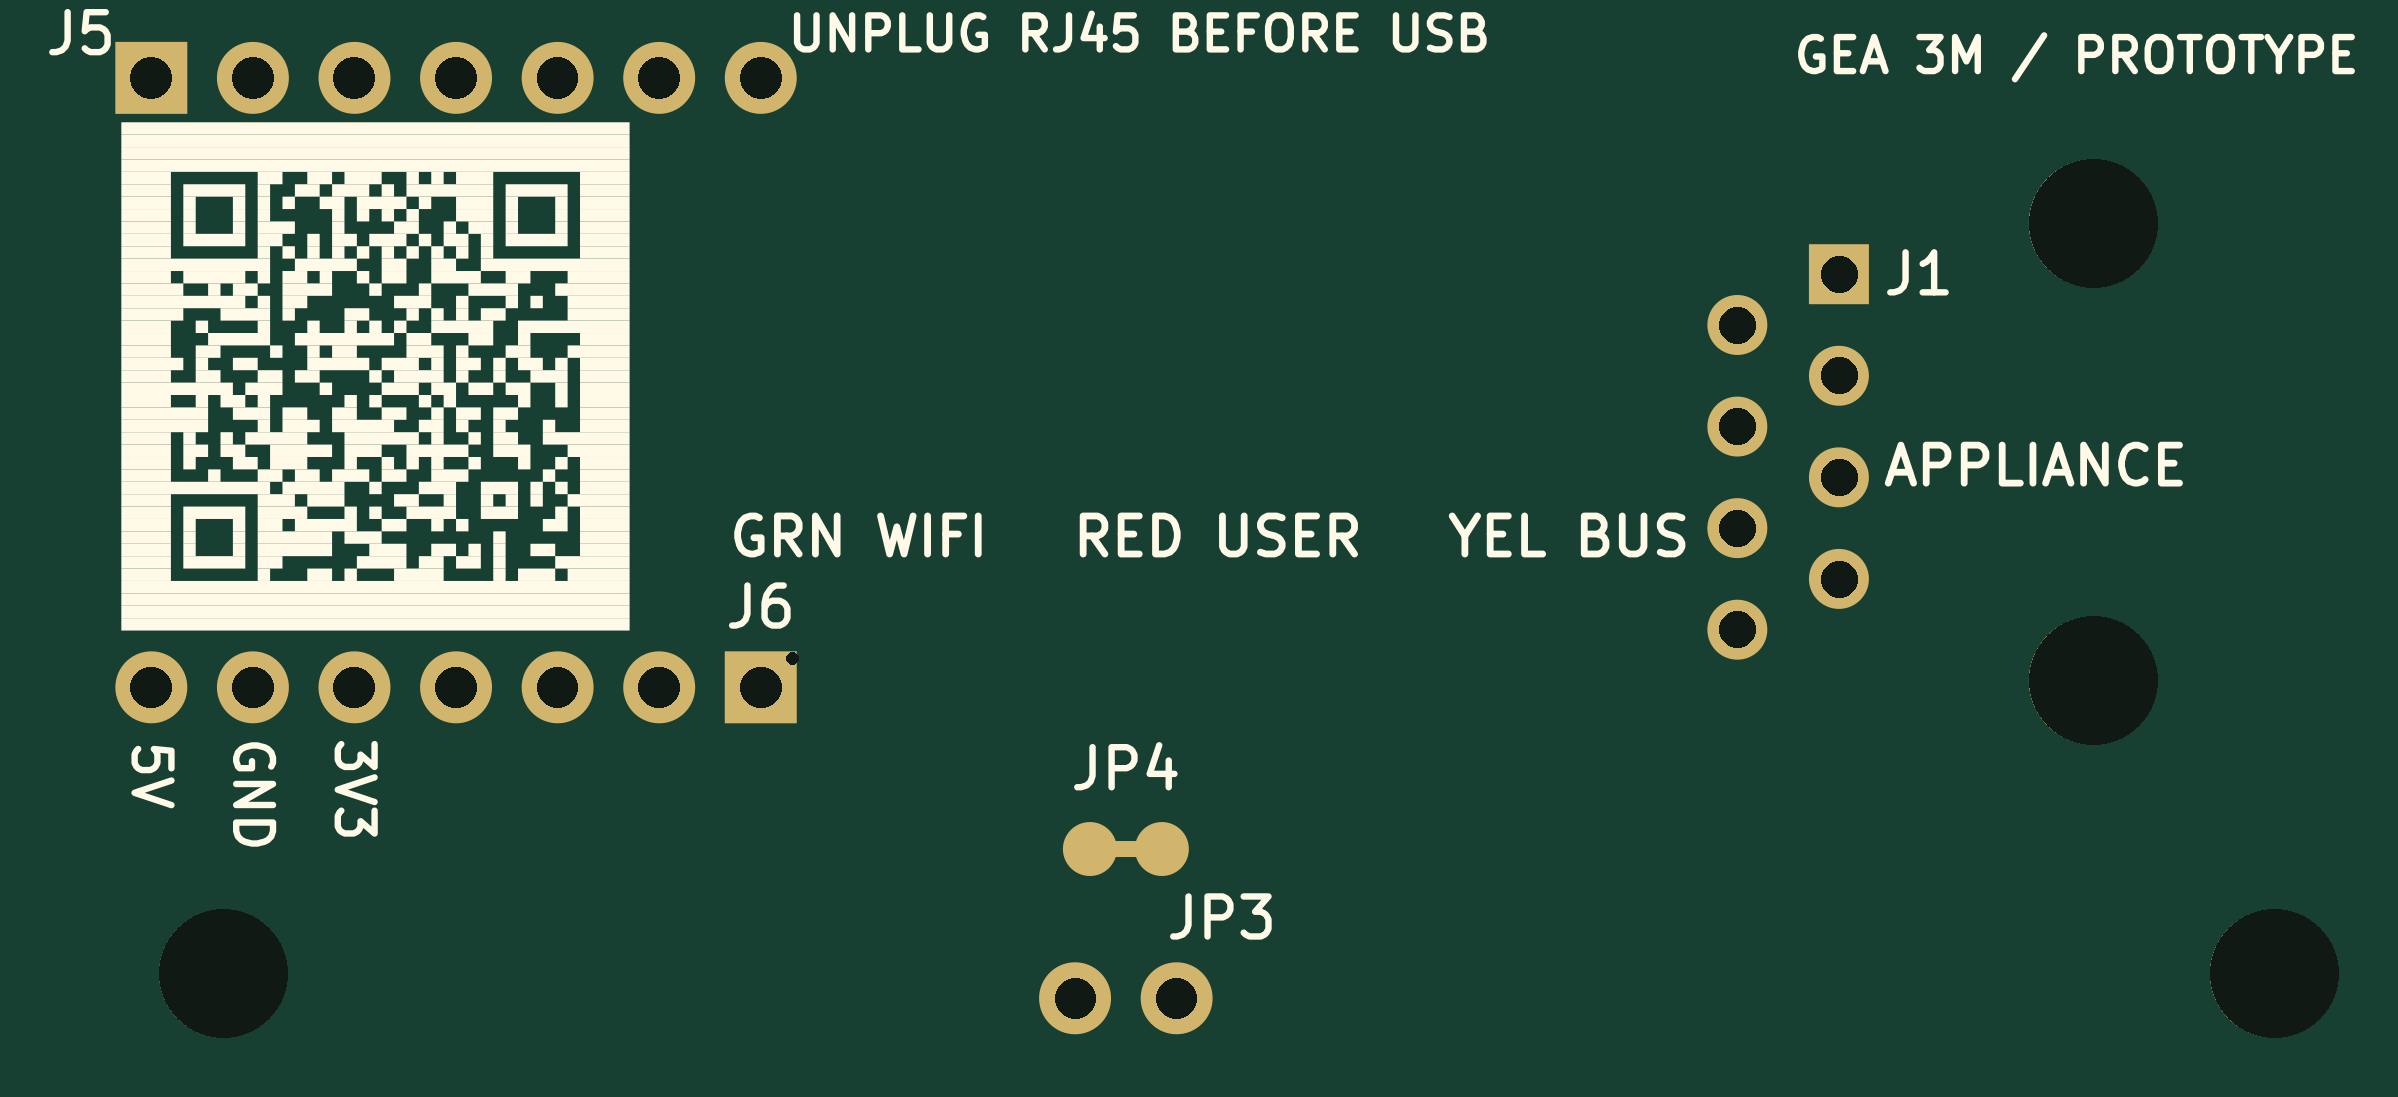 J5
UNPLUG RJ45 BEFORE USB
GEA 3M / PROTOTYPE
J1
APPLIANCE
GRN WIFI RED USER YEL BUS
J6
5V
GND
3V3
JP4
JP3